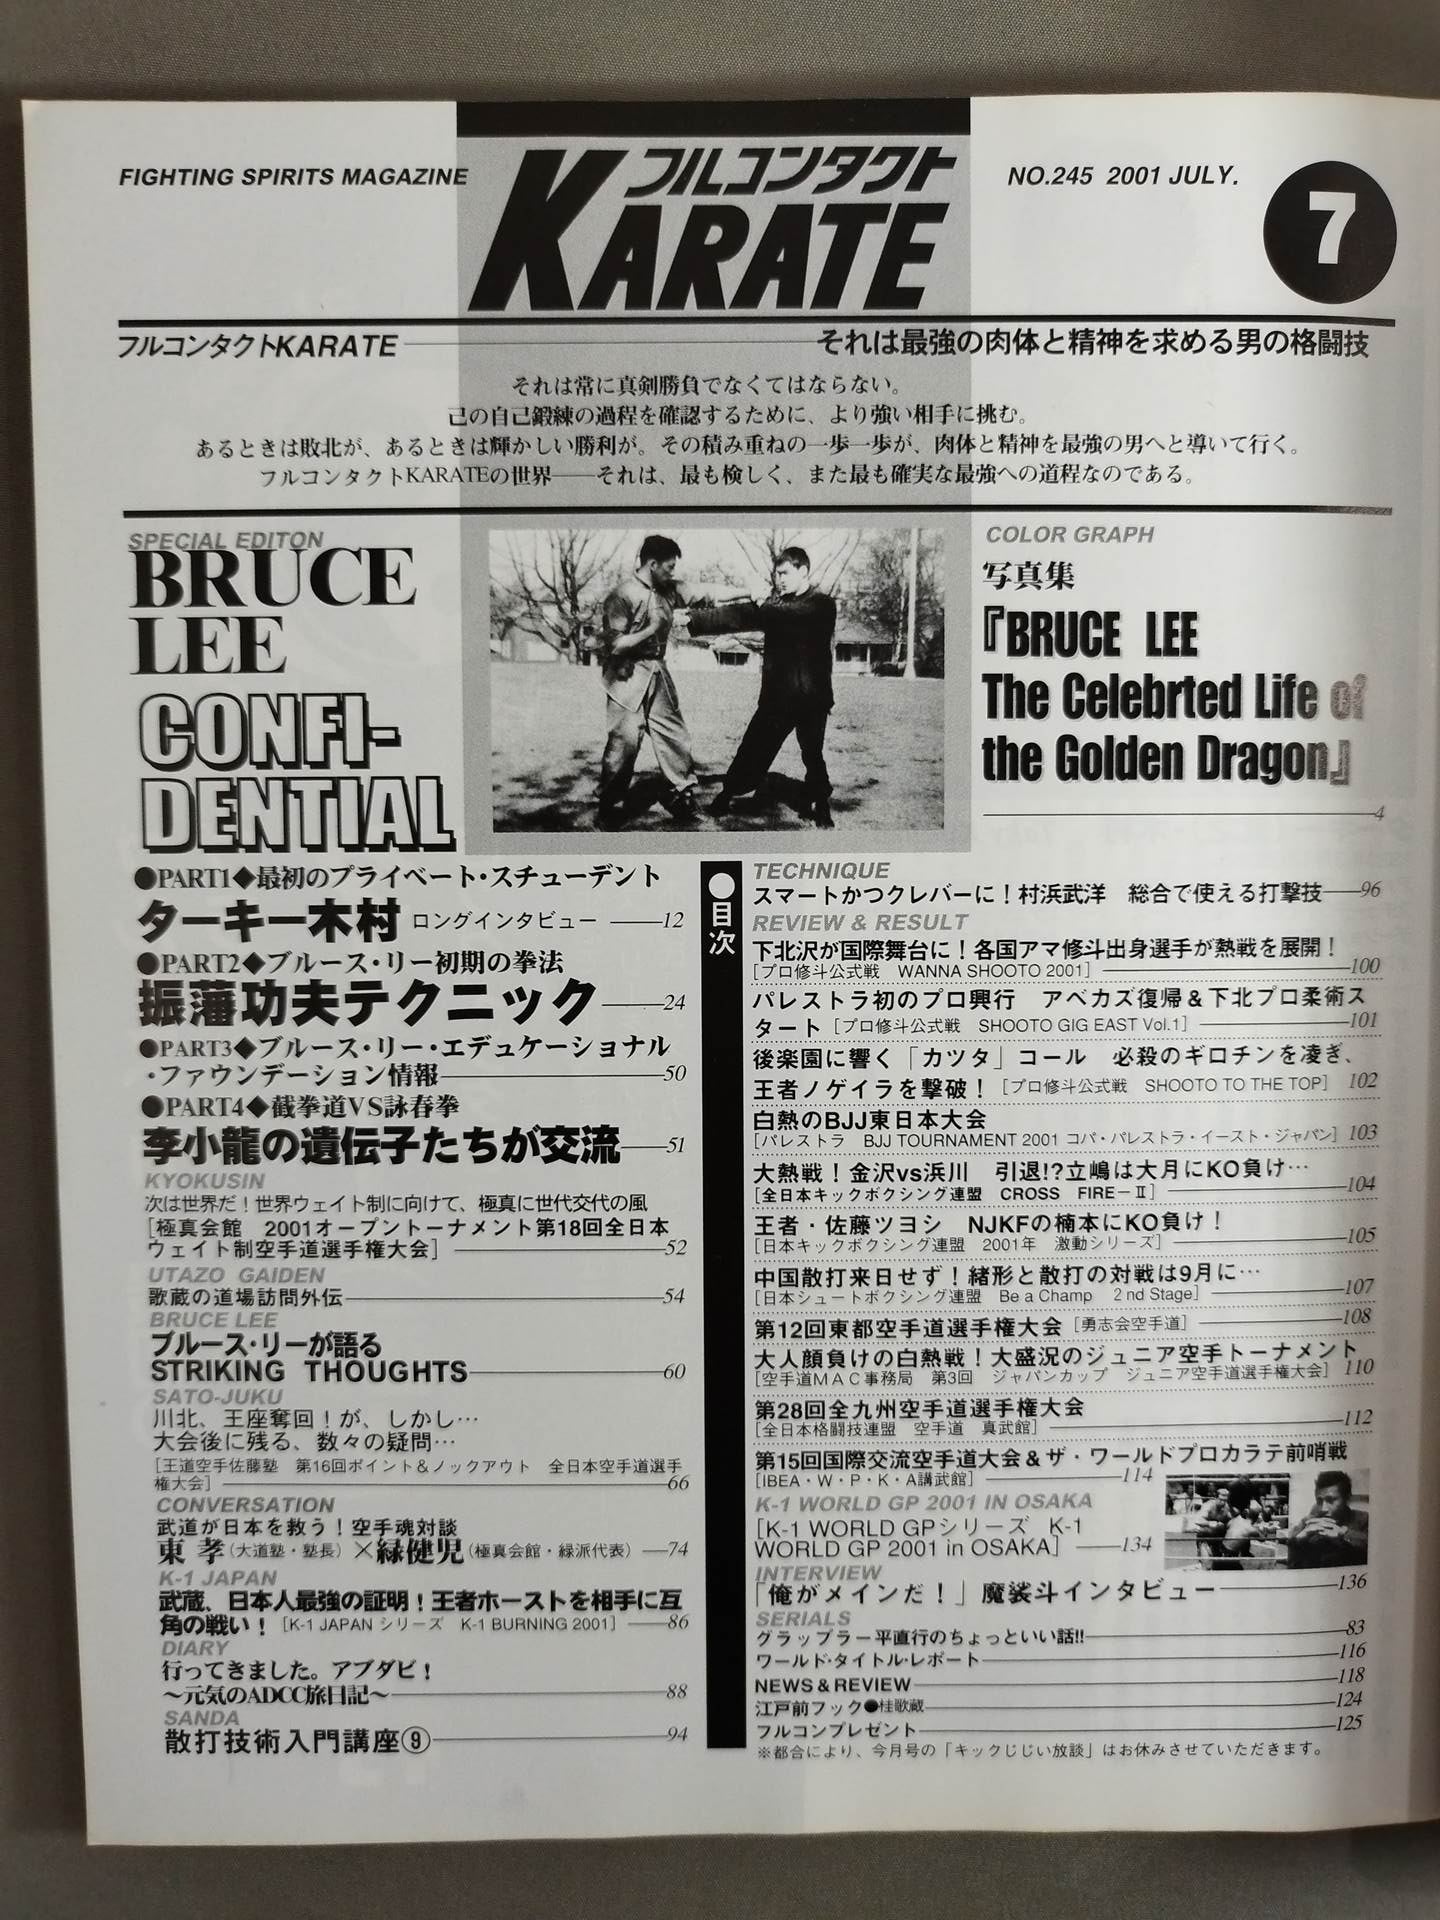 FIGHTING SPIRITS MAGAZINE
フルコンタクト
KARATE
NO.245 2001 JULY.
7
フルコンタクトKARATE
それは最強の肉体と精神を求める男の格闘技
それは常に真剣勝負でなくてはならない。
己の自己鍛練の過程を確認するために、より強い相手に挑む。
あるときは敗北が、あるときは輝かしい勝利が。その積み重ねの一歩一歩が、肉体と精神を最強の男へと導いて行く。
フルコンタクトKARATEの世界――それは、最も検しく、また最も確実な最強への道程なのである。
SPECIAL EDITON
BRUCE
LEE
CONFI-
DENTIAL
COLOR GRAPH
写真集
『BRUCE LEE
The Celebrted Life of
the Golden Dragon』
4
●PART1◆最初のプライベート・スチューデント
ターキー木村 ロングインタビュー 12
●PART2◆ブルース・リー初期の拳法
振藩功夫テクニック 24
●PART3◆ブルース・リー・エデュケーショナル
・ファウンデーション情報 50
●PART4◆截拳道VS詠春拳
李小龍の遺伝子たちが交流 51
KYOKUSIN
次は世界だ！世界ウェイト制に向けて、極真に世代交代の風
［極真会館 2001オープントーナメント第18回全日本
ウェイト制空手道選手権大会］ 52
UTAZO GAIDEN
歌蔵の道場訪問外伝 54
BRUCE LEE
ブルース・リーが語る
STRIKING THOUGHTS 60
SATO-JUKU
川北、王座奪回！が、しかし…
大会後に残る、数々の疑問…
［王道空手佐藤塾 第16回ポイント＆ノックアウト 全日本空手道選手
権大会］ 66
CONVERSATION
武道が日本を救う！空手魂対談
東 孝（大道塾・塾長）×緑健児（極真会館・緑派代表） 74
K-1 JAPAN
武蔵、日本人最強の証明！王者ホーストを相手に互
角の戦い！［K-1 JAPAN シリーズ K-1 BURNING 2001］ 86
DIARY
行ってきました。アブダビ！
〜元気のADCC旅日記〜 88
SANDA
散打技術入門講座⑨ 94
●目次
TECHNIQUE
スマートかつクレバーに！村浜武洋 総合で使える打撃技 96
REVIEW & RESULT
下北沢が国際舞台に！各国アマ修斗出身選手が熱戦を展開！
［プロ修斗公式戦 WANNA SHOOTO 2001］ 100
パレストラ初のプロ興行 アベカズ復帰＆下北プロ柔術ス
タート［プロ修斗公式戦 SHOOTO GIG EAST Vol.1］ 101
後楽園に響く「カツタ」コール 必殺のギロチンを凌ぎ、
王者ノゲイラを撃破！［プロ修斗公式戦 SHOOTO TO THE TOP］ 102
白熱のBJJ東日本大会
［パレストラ BJJ TOURNAMENT 2001 コパ・パレストラ・イースト・ジャパン］ 103
大熱戦！金沢vs浜川 引退!?立嶋は大月にKO負け…
［全日本キックボクシング連盟 CROSS FIRE－Ⅱ］ 104
王者・佐藤ツヨシ NJKFの楠本にKO負け！
［日本キックボクシング連盟 2001年 激動シリーズ］ 105
中国散打来日せず！緒形と散打の対戦は9月に…
［日本シュートボクシング連盟 Be a Champ 2 nd Stage］ 107
第12回東都空手道選手権大会［勇志会空手道］ 108
大人顔負けの白熱戦！大盛況のジュニア空手トーナメント
［空手道MAC事務局 第3回 ジャパンカップ ジュニア空手道選手権大会］ 110
第28回全九州空手道選手権大会
［全日本格闘技連盟 空手道 真武館］ 112
第15回国際交流空手道大会＆ザ・ワールドプロカラテ前哨戦
［IBEA・W・P・K・A講武館］ 114
K-1 WORLD GP 2001 IN OSAKA
［K-1 WORLD GPシリーズ K-1
WORLD GP 2001 in OSAKA］ 134
INTERVIEW
「俺がメインだ！」魔裟斗インタビュー 136
SERIALS
グラップラー平直行のちょっといい話!! 83
ワールド・タイトル・レポート 116
NEWS＆REVIEW 118
江戸前フック●桂歌蔵 124
フルコンプレゼント 125
※都合により、今月号の「キックじじい放談」はお休みさせていただきます。